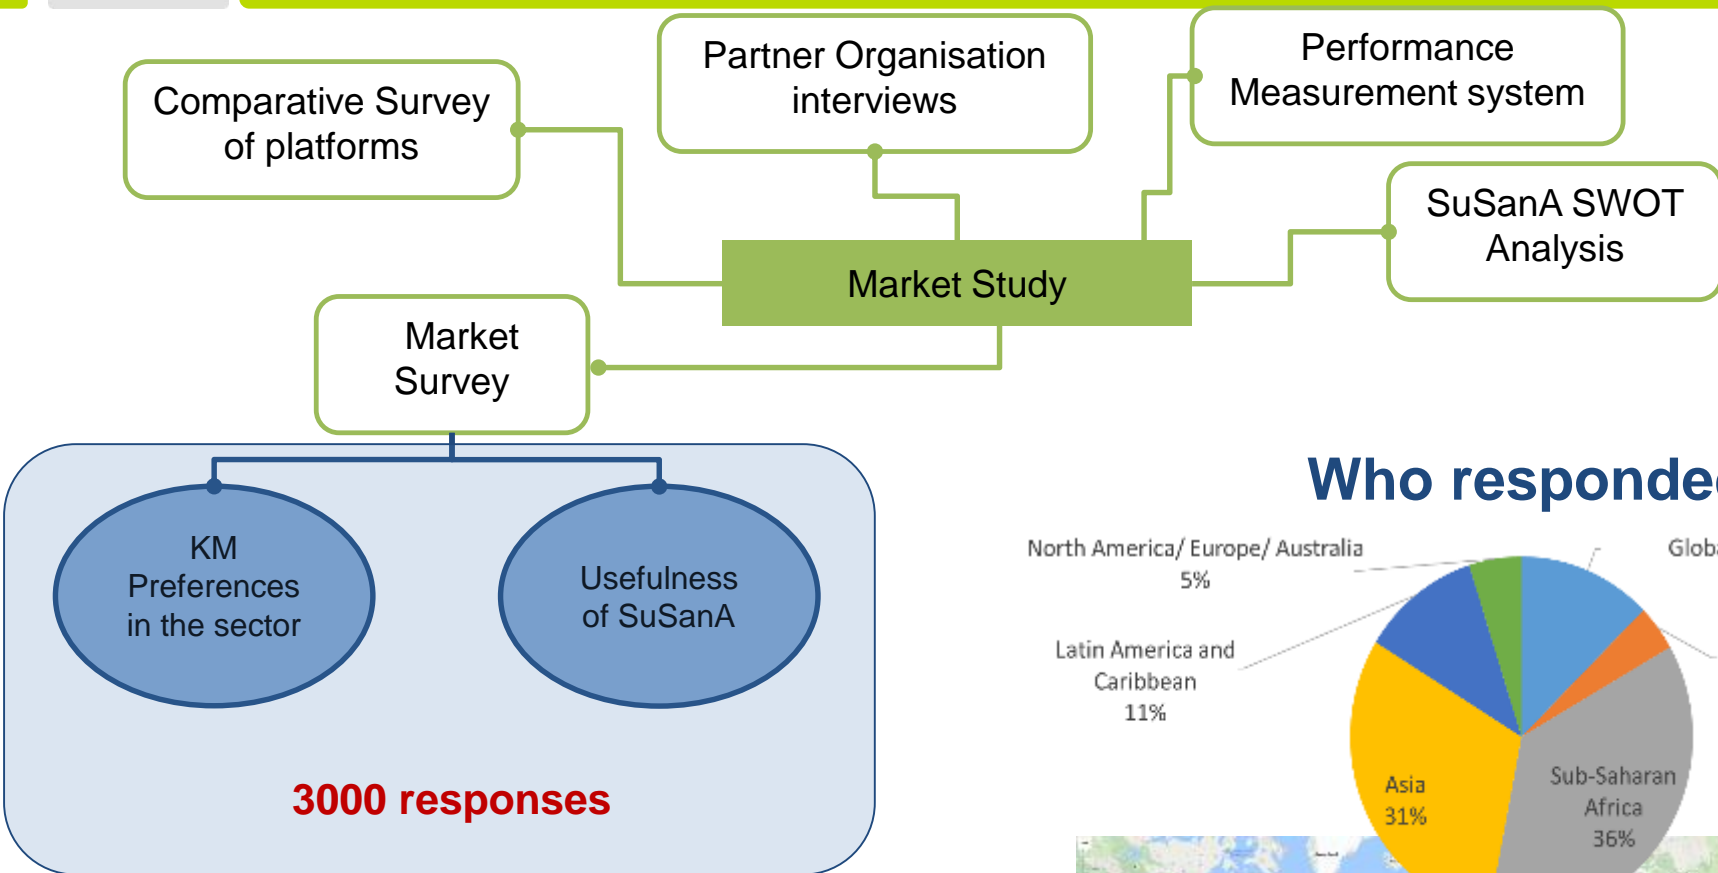 Partner Organisation
interviews
Performance
Measurement system
Comparative Survey
of platforms
SuSanA SWOT
Analysis
Market Study
Market
Survey
KM
Preferences
in the sector
Usefulness
of SuSanA
3000 responses
Who responded
North America/ Europe/ Australia
5%
Latin America and
Caribbean
11%
Asia
31%
Sub-Saharan
Africa
36%